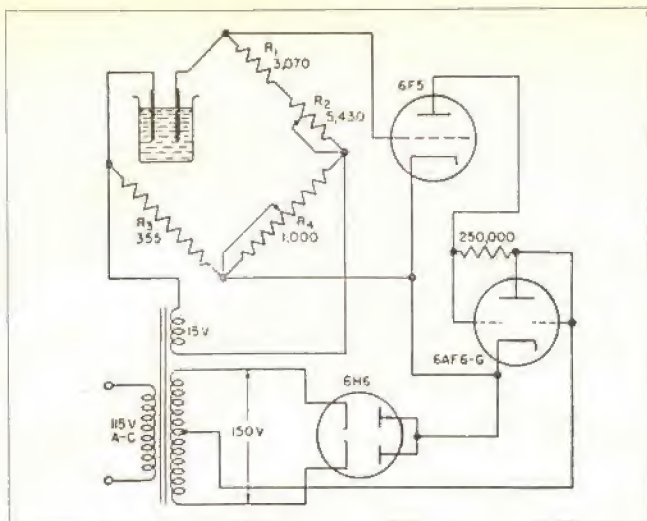 R1
3,070
6F5
R2
5,430
R3
355
R4
1,000
250,000
15V
6AF6-G
6H6
115V
A-C
150V